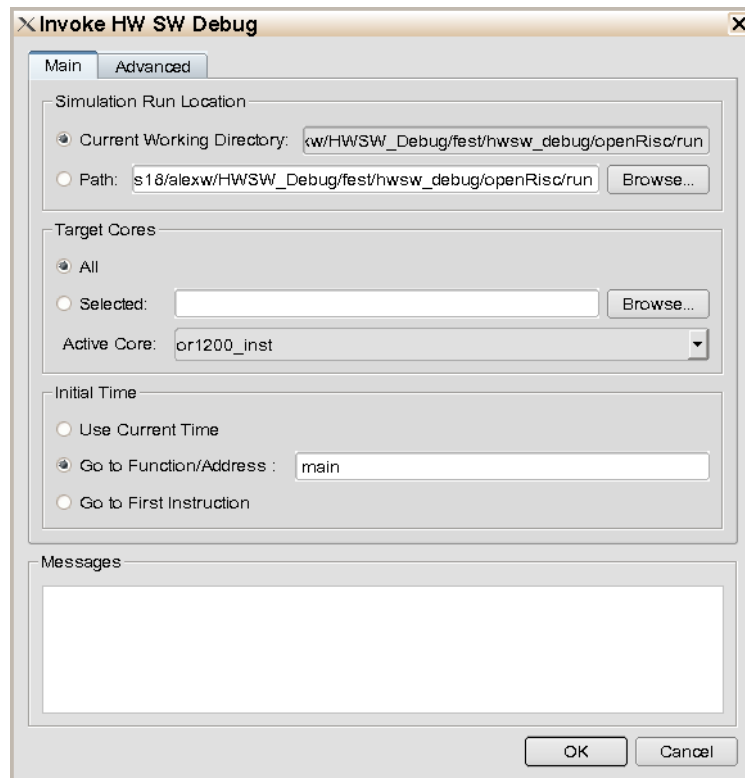 Invoke HW SW Debug
Main Advanced
Simulation Run Location
Current Working Directory: w/HWSW_Debug/fest/hwsw_debug/openRisc/run
Path: s18/alexw/HWSW_Debug/fest/hwsw_debug/openRisc/run Browse...
Target Cores
All
Selected: Browse...
Active Core: or1200_inst
Initial Time
Use Current Time
Go to Function/Address : main
Go to First Instruction
Messages
OK Cancel